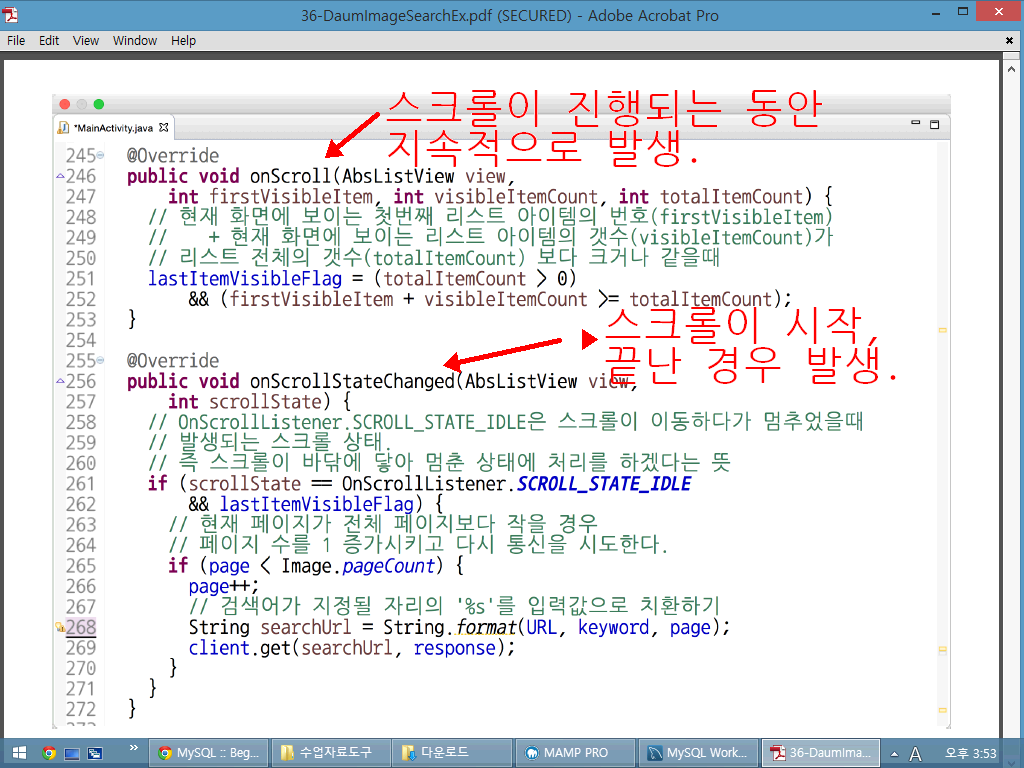 36-DaumImageSearchEx.pdf (SECURED) - Adobe Acrobat Pro
File Edit View Window Help
스크롤이 진행되는 동안
지속적으로 발생.
*MainActivity.java
245 @Override
246 public void onScroll(AbsListView view,
247 int firstVisibleItem, int visibleItemCount, int totalItemCount) {
248 // 현재 화면에 보이는 첫번째 리스트 아이템의 번호(firstVisibleItem)
249 // + 현재 화면에 보이는 리스트 아이템의 갯수(visibleItemCount)가
250 // 리스트 전체의 갯수(totalItemCount) 보다 크거나 같을때
251 lastItemVisibleFlag = (totalItemCount > 0)
252 && (firstVisibleItem + visibleItemCount >= totalItemCount);
253 }
254
스크롤이 시작,
끝난 경우 발생.
255 @Override
256 public void onScrollStateChanged(AbsListView view,
257 int scrollState) {
258 // OnScrollListener.SCROLL_STATE_IDLE은 스크롤이 이동하다가 멈추었을때
259 // 발생되는 스크롤 상태.
260 // 즉 스크롤이 바닦에 닿아 멈춘 상태에 처리를 하겠다는 뜻
261 if (scrollState == OnScrollListener.SCROLL_STATE_IDLE
262 && lastItemVisibleFlag) {
263 // 현재 페이지가 전체 페이지보다 작을 경우
264 // 페이지 수를 1 증가시키고 다시 통신을 시도한다.
265 if (page < Image.pageCount) {
266 page++;
267 // 검색어가 지정될 자리의 '%s'를 입력값으로 치환하기
268 String searchUrl = String.format(URL, keyword, page);
269 client.get(searchUrl, response);
270 }
271 }
272 }
MySQL :: Beg... 수업자료도구 다운로드 MAMP PRO MySQL Work... 36-DaumIma... A 오후 3:53